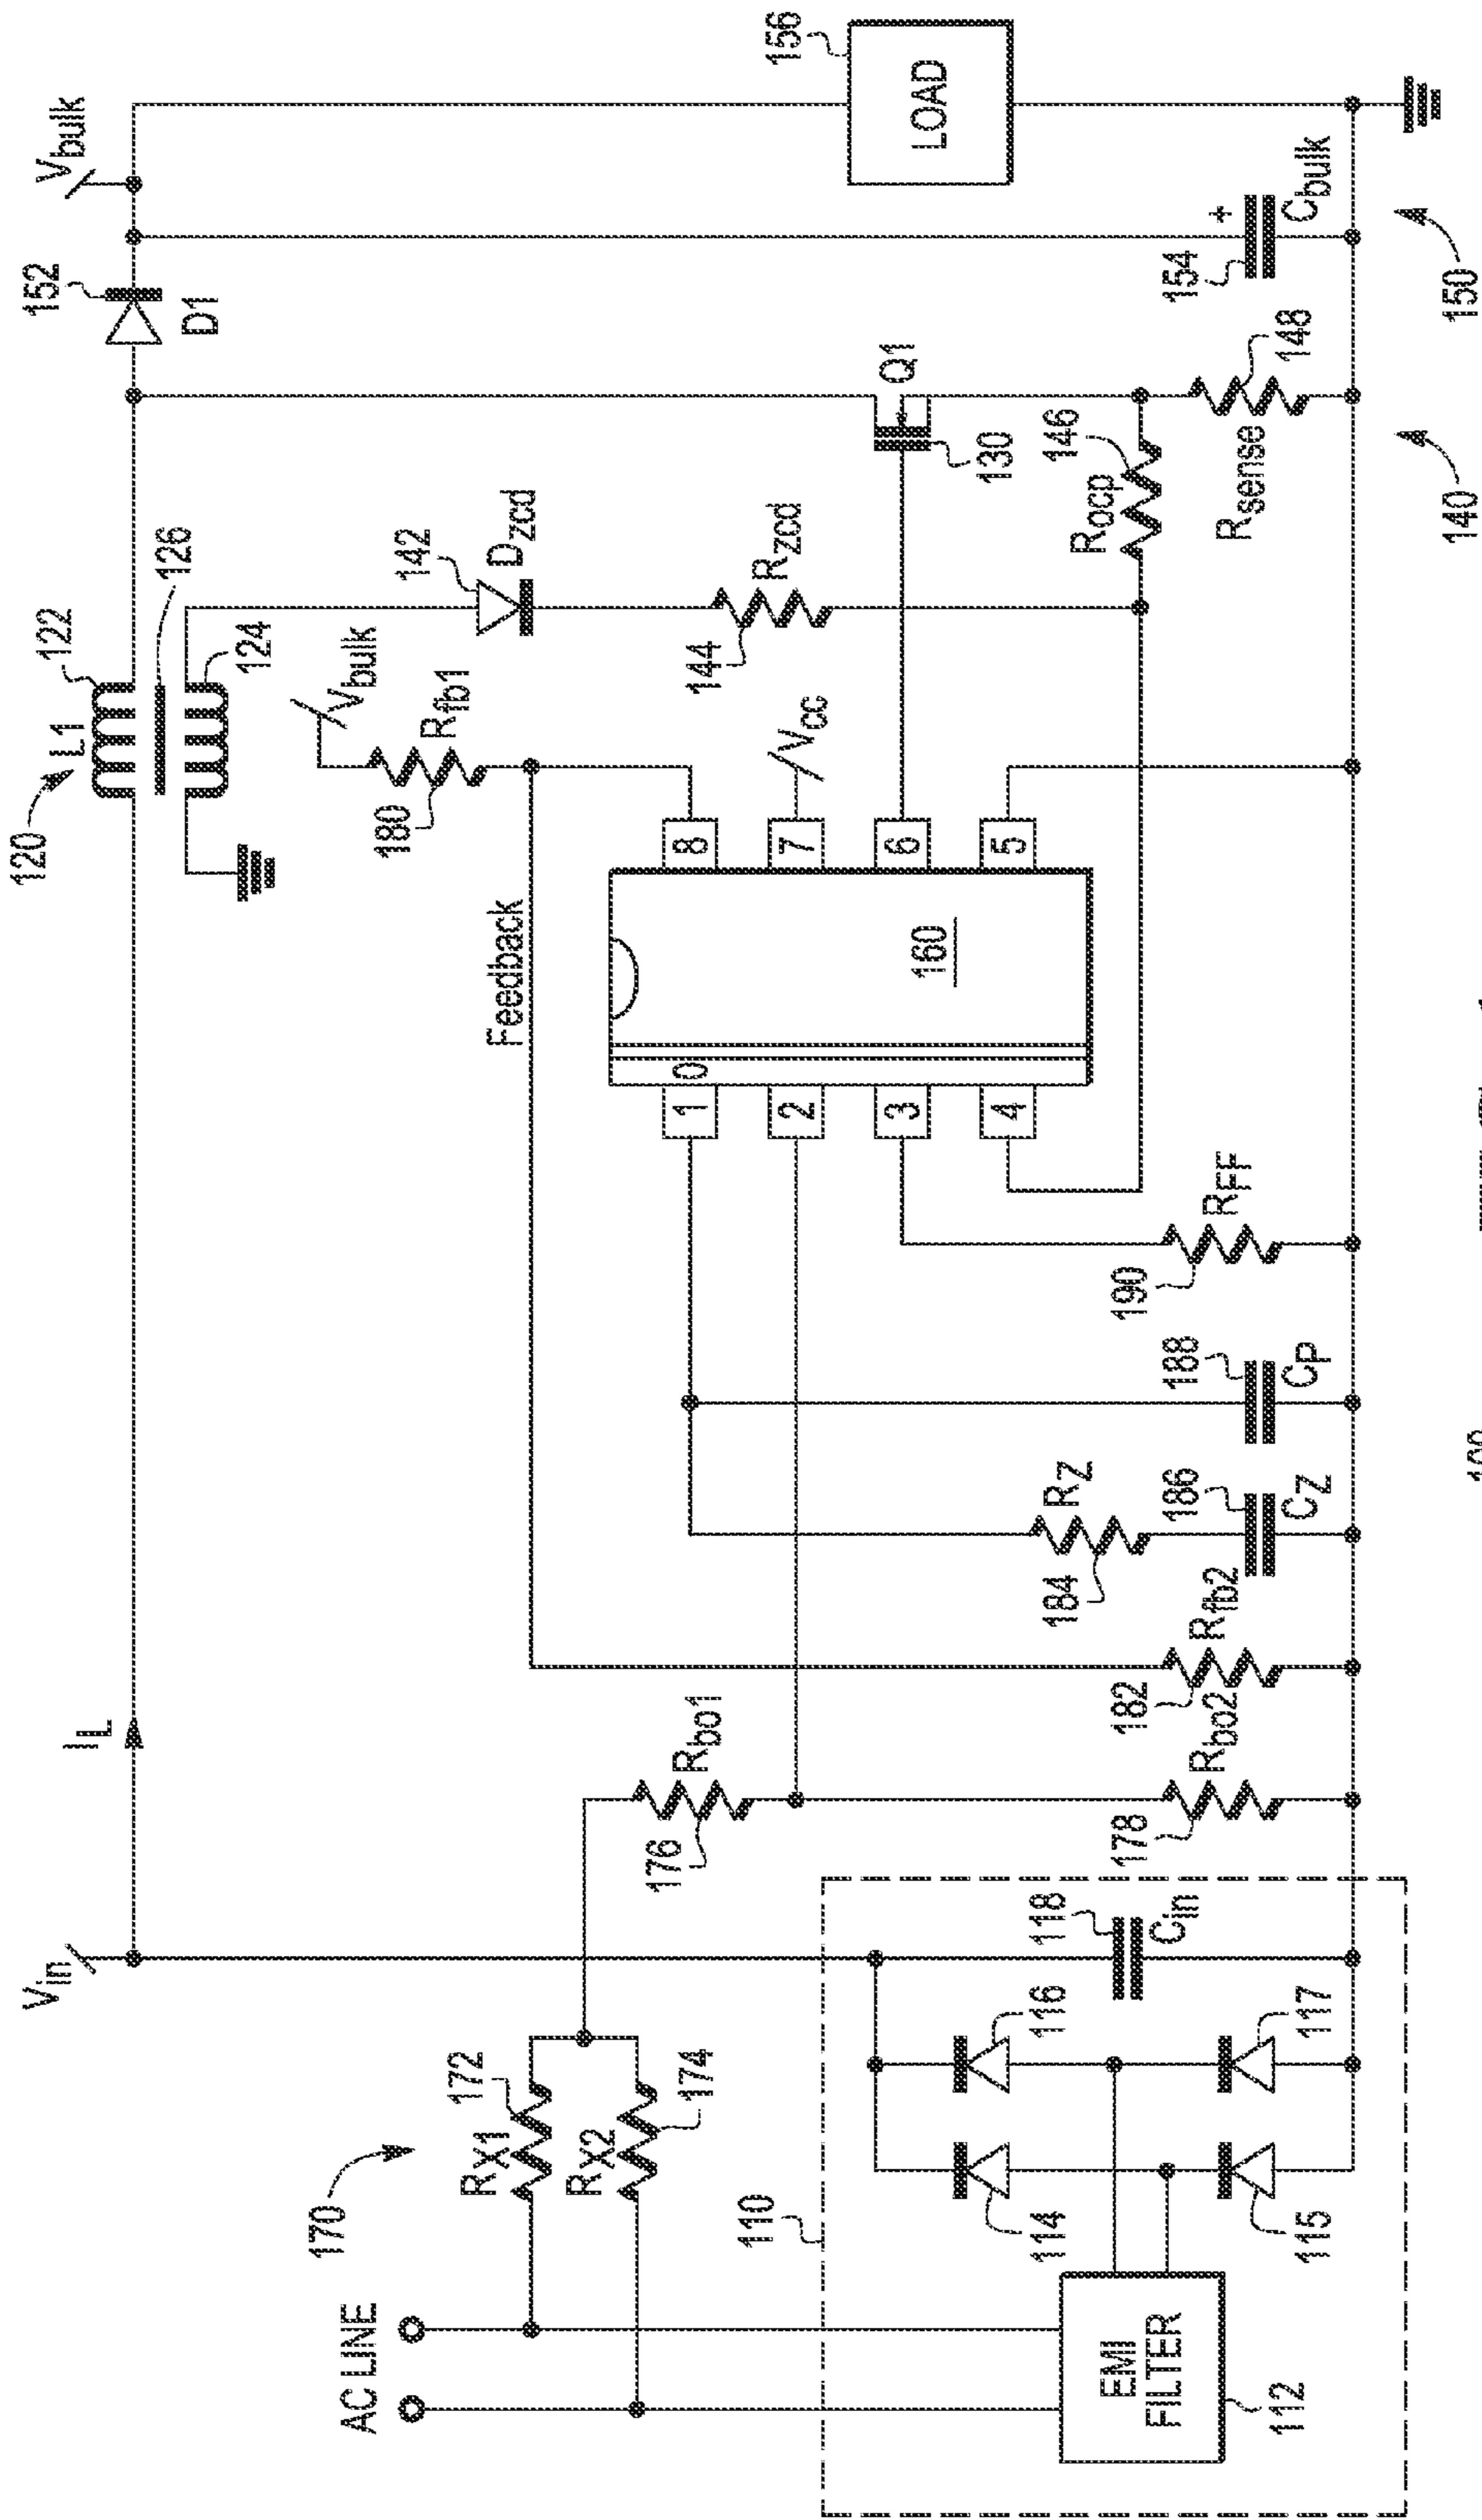 120
L1
122
126
124
Vin
IL
152
D1
Vbulk
156
LOAD
142
Dzcd
Vbulk
Rfb1
180
Feedback
144
Rzcd
Vcc
Q1
130
Rocp
146
Rsense
148
154
+
Cbulk
150
140
1
0
2
3
4
8
7
6
5
160
RFF
190
188
CP
RZ
184
186
CZ
182
Rfb2
Rbo1
176
178
Rbo2
170
RX1
172
RX2
174
AC LINE
110
EMI
FILTER
112
114
115
116
117
118
Cin